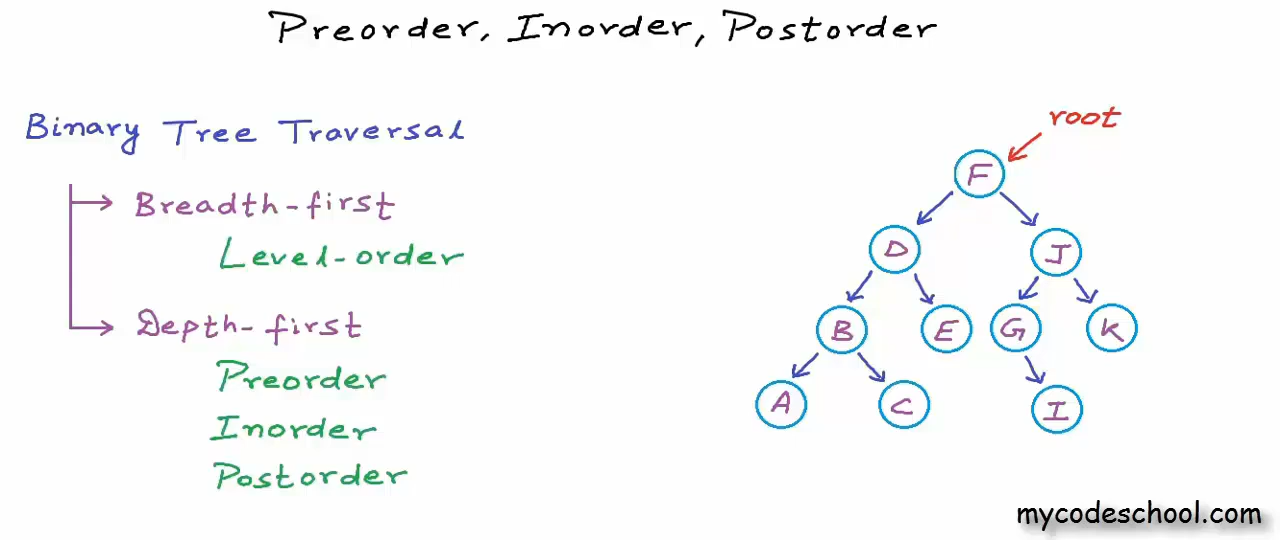 Preorder, Inorder, Postorder
Binary Tree Traversal
Breadth-first
Level-order
Depth-first
Preorder
Inorder
Postorder
root
F
D J
B E G K
A C I
mycodeschool.com